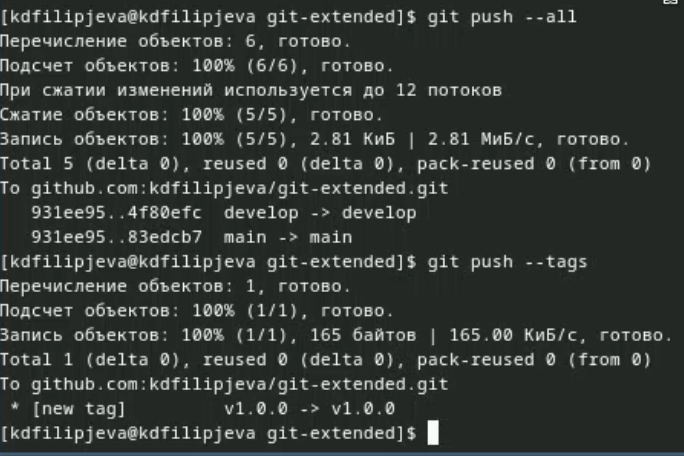 [kdfilipjeva@kdfilipjeva git-extended]$ git push --all
Перечисление объектов: 6, готово.
Подсчет объектов: 100% (6/6), готово.
При сжатии изменений используется до 12 потоков
Сжатие объектов: 100% (5/5), готово.
Запись объектов: 100% (5/5), 2.81 КиБ | 2.81 МиБ/с, готово.
Total 5 (delta 0), reused 0 (delta 0), pack-reused 0 (from 0)
To github.com:kdfilipjeva/git-extended.git
   931ee95..4f80efc  develop -> develop
   931ee95..83edcb7  main -> main
[kdfilipjeva@kdfilipjeva git-extended]$ git push --tags
Перечисление объектов: 1, готово.
Подсчет объектов: 100% (1/1), готово.
Запись объектов: 100% (1/1), 165 байтов | 165.00 КиБ/с, готово.
Total 1 (delta 0), reused 0 (delta 0), pack-reused 0 (from 0)
To github.com:kdfilipjeva/git-extended.git
 * [new tag]         v1.0.0 -> v1.0.0
[kdfilipjeva@kdfilipjeva git-extended]$